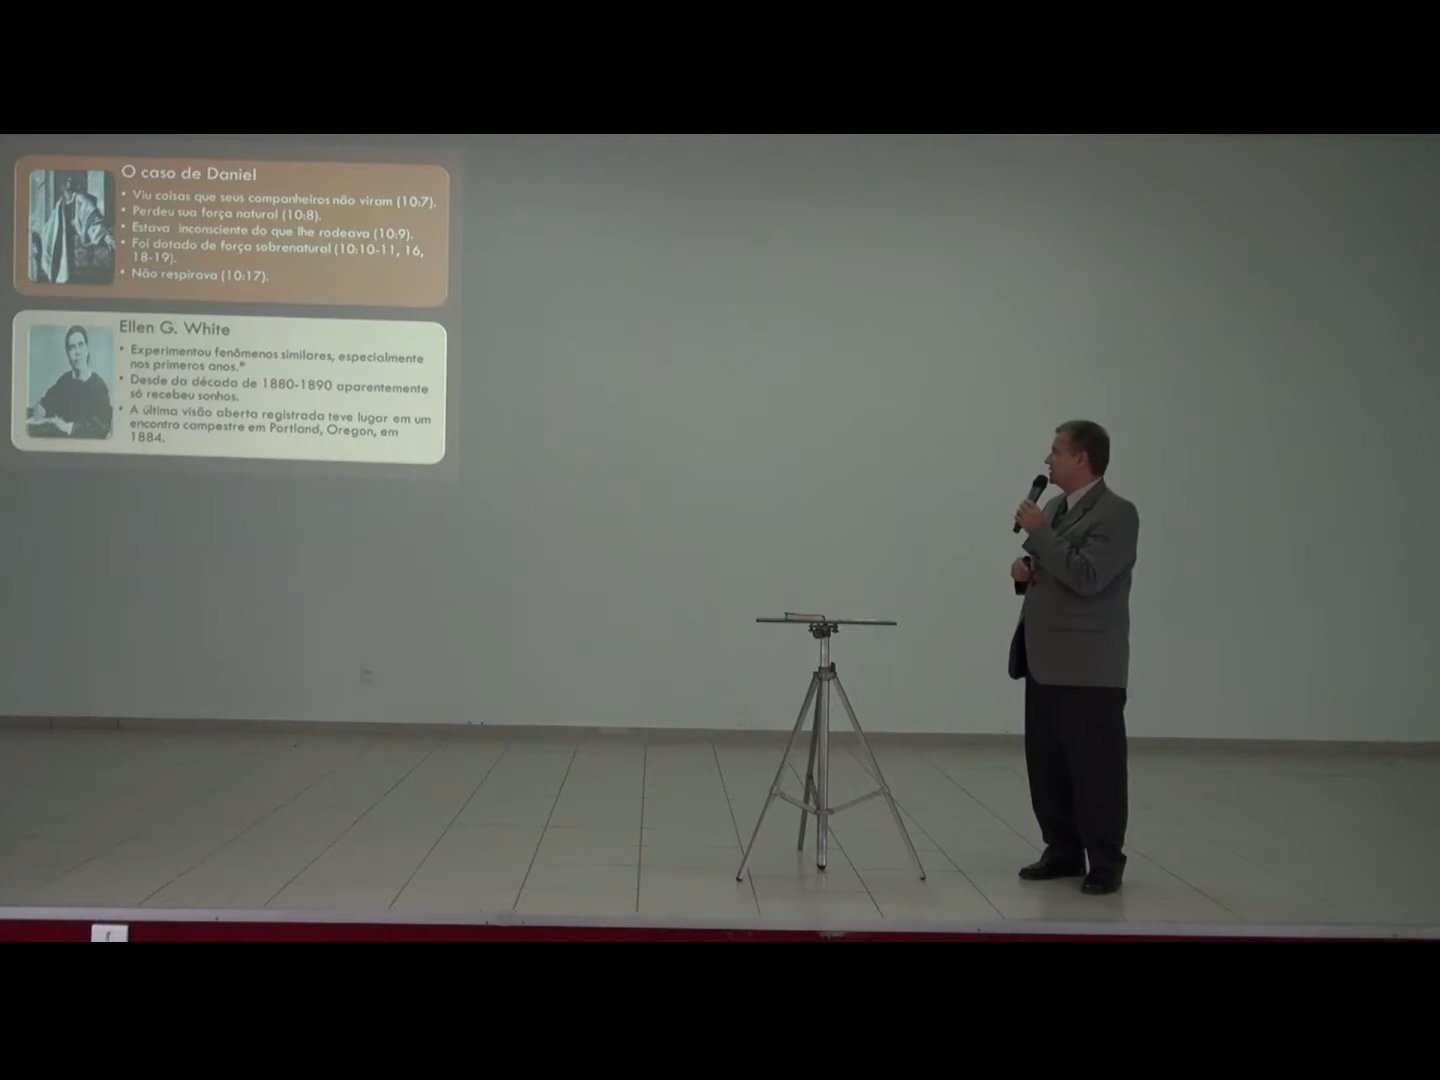 O caso de Daniel
• Viu coisas que seus companheiros não viram (10:7).
• Perdeu sua força natural (10:8).
• Estava inconsciente do que lhe rodeava (10:9).
• Foi dotado de força sobrenatural (10:10-11, 16,
18-19).
• Não respirava (10:17).
Ellen G. White
• Experimentou fenômenos similares, especialmente
nos primeros anos.*
• Desde da década de 1880-1890 aparentemente
só recebeu sonhos.
• A última visão aberta registrada teve lugar em um
encontro campestre em Portland, Oregon, em
1884.